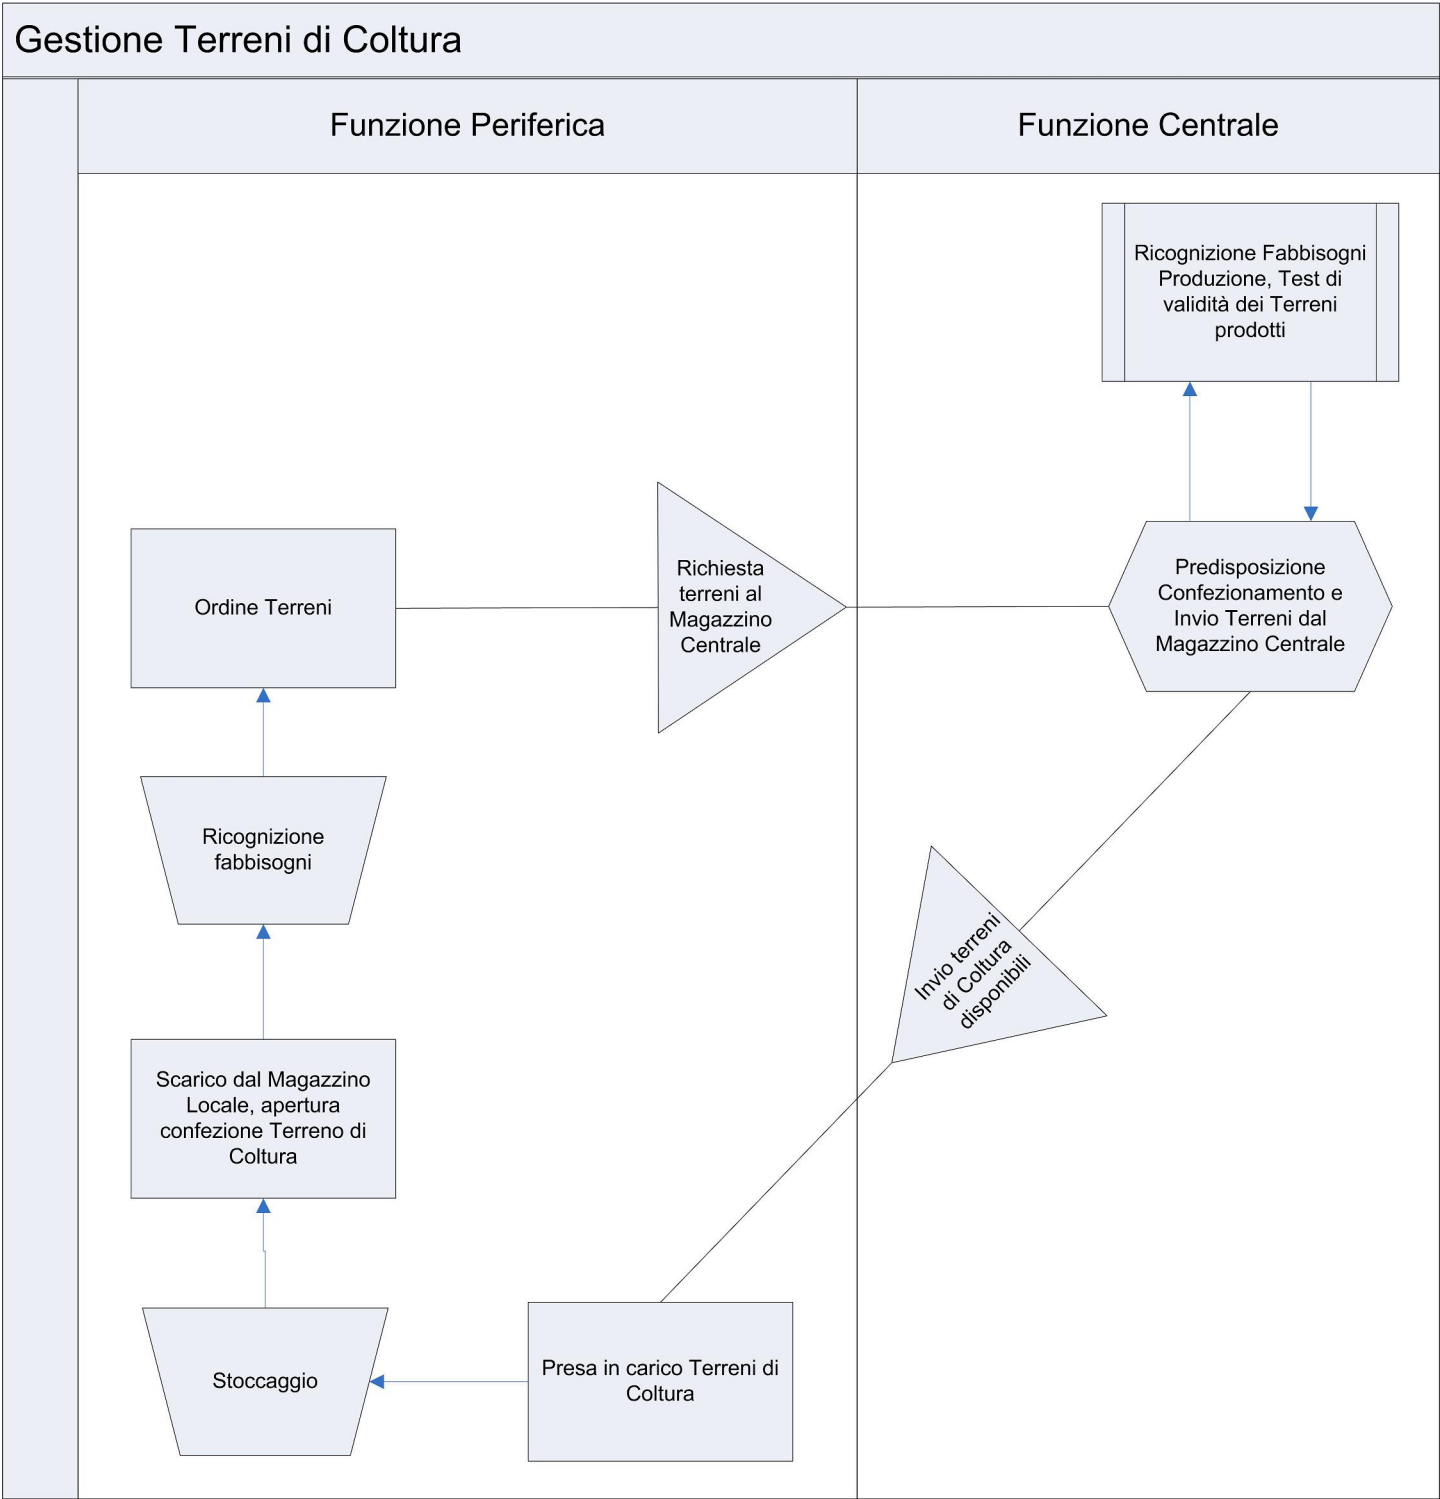 Gestione Terreni di Coltura
Funzione Periferica
Funzione Centrale
Ricognizione Fabbisogni
Produzione, Test di
validità dei Terreni
prodotti
Ordine Terreni
Richiesta
terreni al
Magazzino
Centrale
Predisposizione
Confezionamento e
Invio Terreni dal
Magazzino Centrale
Ricognizione
fabbisogni
Invio terreni
di Coltura
disponibili
Scarico dal Magazzino
Locale, apertura
confezione Terreno di
Coltura
Stoccaggio
Presa in carico Terreni di
Coltura